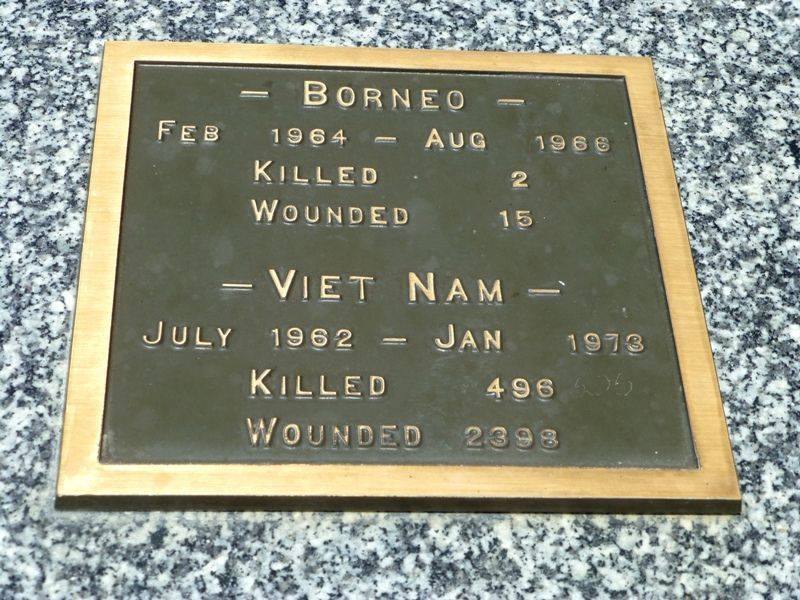 — BORNEO —
FEB 1964 — AUG 1966
KILLED 2
WOUNDED 15
— VIET NAM —
JULY 1962 — JAN 1973
KILLED 496
WOUNDED 2398